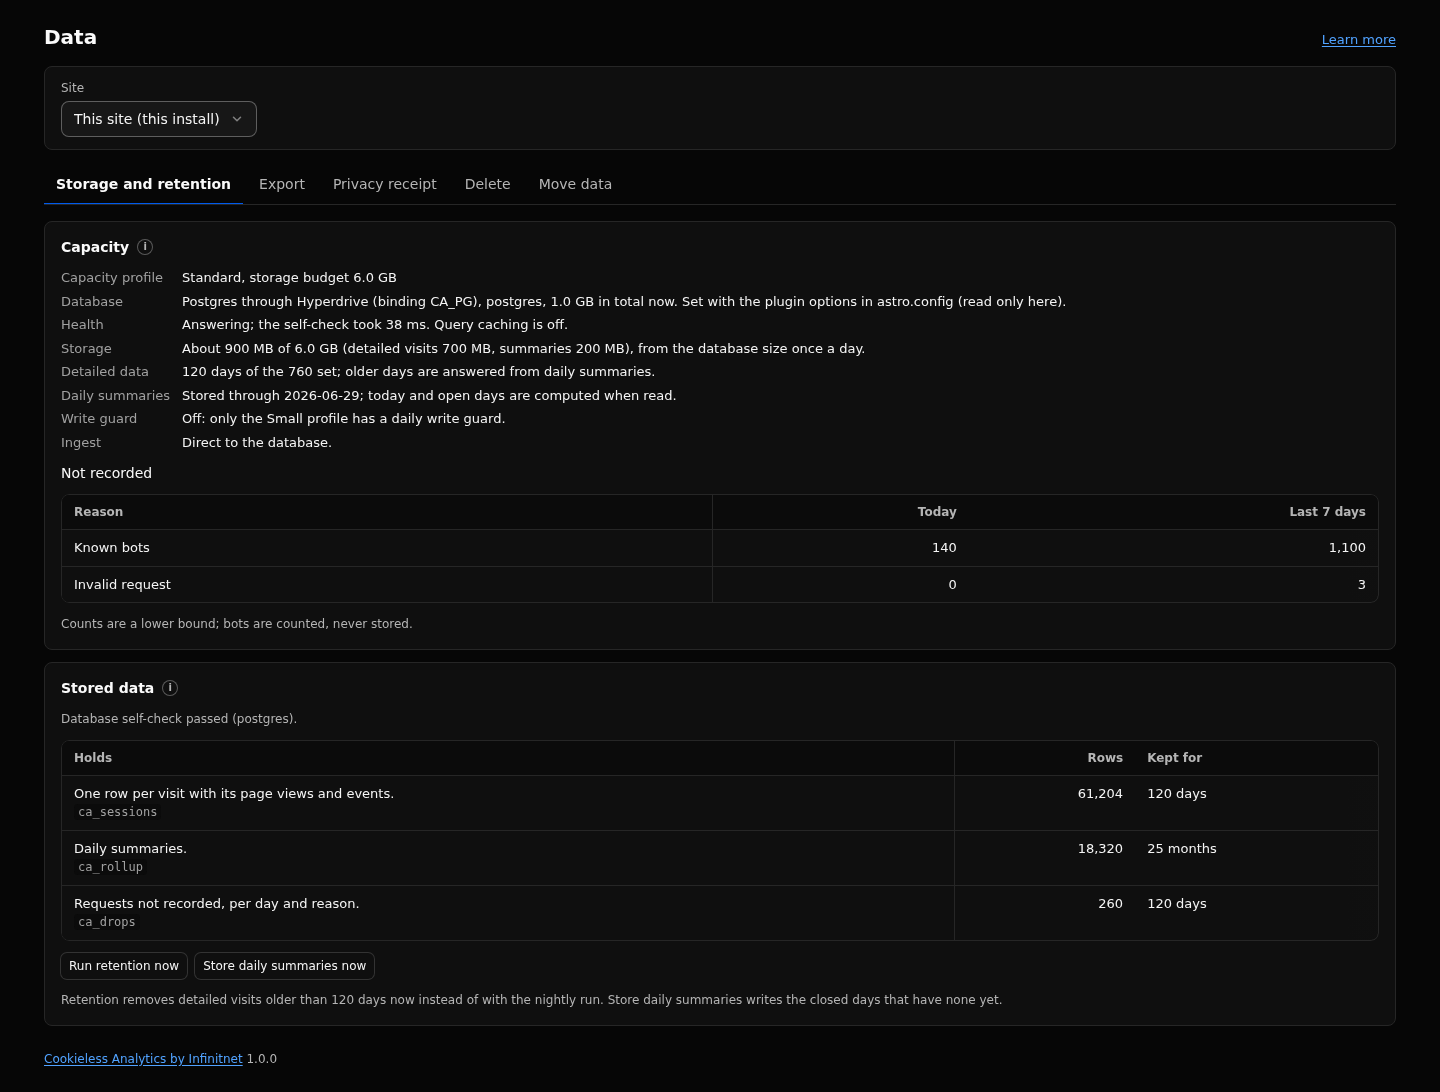 Data
Learn more
Site
This site (this install)
Storage and retention Export Privacy receipt Delete Move data
Capacity i
Capacity profile Standard, storage budget 6.0 GB
Database Postgres through Hyperdrive (binding CA_PG), postgres, 1.0 GB in total now. Set with the plugin options in astro.config (read only here).
Health Answering; the self-check took 38 ms. Query caching is off.
Storage About 900 MB of 6.0 GB (detailed visits 700 MB, summaries 200 MB), from the database size once a day.
Detailed data 120 days of the 760 set; older days are answered from daily summaries.
Daily summaries Stored through 2026-06-29; today and open days are computed when read.
Write guard Off: only the Small profile has a daily write guard.
Ingest Direct to the database.
Not recorded
Reason Today Last 7 days
Known bots 140 1,100
Invalid request 0 3
Counts are a lower bound; bots are counted, never stored.
Stored data i
Database self-check passed (postgres).
Holds Rows Kept for
One row per visit with its page views and events. 61,204 120 days
ca_sessions
Daily summaries. 18,320 25 months
ca_rollup
Requests not recorded, per day and reason. 260 120 days
ca_drops
Run retention now Store daily summaries now
Retention removes detailed visits older than 120 days now instead of with the nightly run. Store daily summaries writes the closed days that have none yet.
Cookieless Analytics by Infinitnet 1.0.0